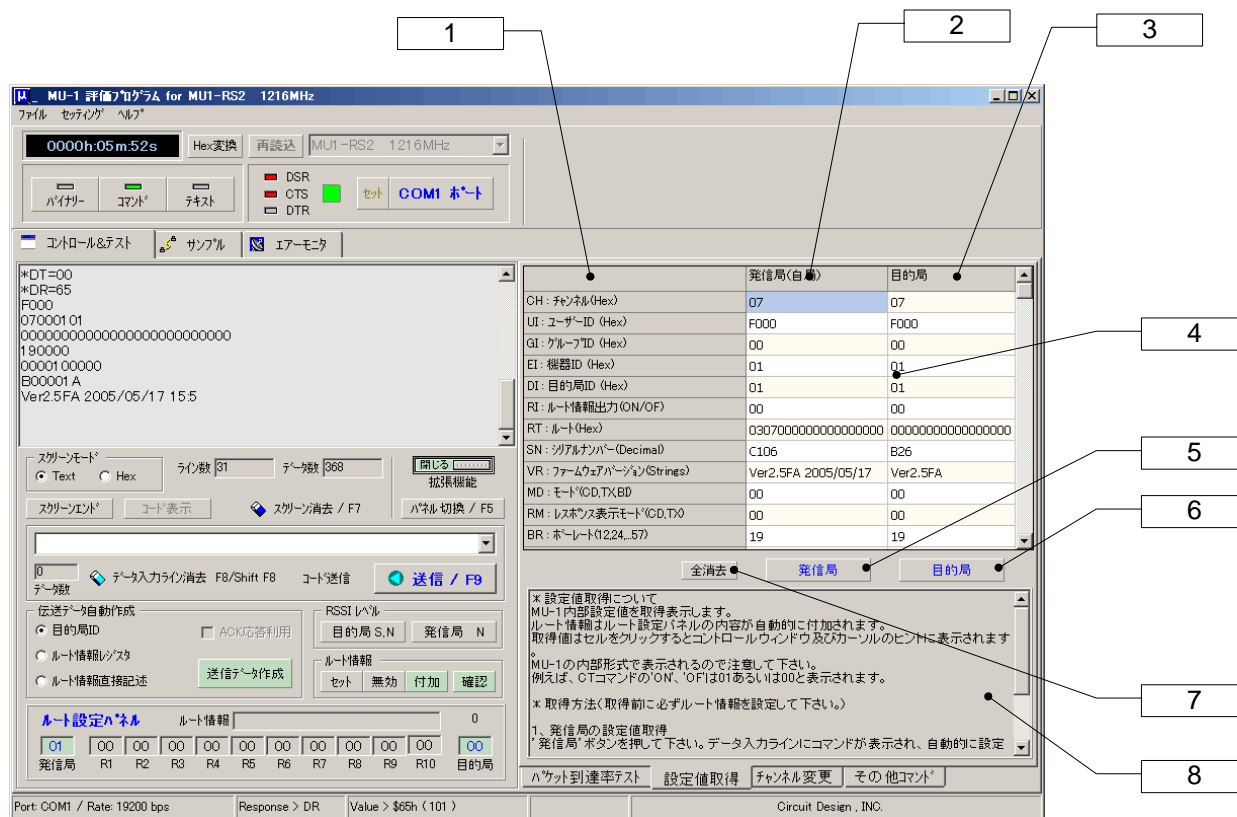 1
2
3
μ_ MU-1 評価ﾌﾟﾛｸﾞﾗﾑ for MU1-RS2 1216MHz
ﾌｧｲﾙ ｾｯﾃｨﾝｸﾞ ﾍﾙﾌﾟ
0000h:05m:52s
Hex変換
再読込
MU1-RS2 1216MHz
ﾊﾞｲﾅﾘｰ
ｺﾏﾝﾄﾞ
ﾃｷｽﾄ
DSR
CTS
DTR
ｾｯﾄ
COM1 ﾎﾟｰﾄ
ｺﾝﾄﾛｰﾙ&ﾃｽﾄ
ｻﾝﾌﾟﾙ
ｴｱｰﾓﾆﾀ
*DT=00
*DR=65
F000
07000101
00000000000000000000000000
190000
0000100000
B00001A
Ver2.5FA 2005/05/17 15:5
発信局(自局) 目的局
CH : ﾁｬﾝﾈﾙ(Hex) 07 07
UI : ﾕｰｻﾞｰID (Hex) F000 F000
GI : ｸﾞﾙｰﾌﾟID (Hex) 00 00
EI : 機器ID (Hex) 01 01
DI : 目的局ID (Hex) 01 01
RI : ﾙｰﾄ情報出力(ON/OF) 00 00
RT : ﾙｰﾄ(Hex) 0307000000000000000 00000000000000000
SN : ｼﾘｱﾙﾅﾝﾊﾞｰ(Decimal) C106 B26
VR : ﾌｧｰﾑｳｪｱﾊﾞｰｼﾞｮﾝ(Strings) Ver2.5FA 2005/05/17 Ver2.5FA
MD : ﾓｰﾄﾞ(CD,TX,BI) 00 00
RM : ﾚｽﾎﾟﾝｽ表示ﾓｰﾄﾞ(CD,TX) 00 00
BR : ﾎﾞｰﾚｰﾄ(12,24,..57) 19 19
4
5
6
7
8
ｽｸﾘｰﾝﾓｰﾄﾞ
Text Hex
ﾗｲﾝ数 31 ﾃﾞｰﾀ数 368
閉じる
拡張機能
ｽｸﾘｰﾝｴﾝﾄﾞ
ｺｰﾄﾞ表示
ｽｸﾘｰﾝ消去 / F7
ﾊﾟﾈﾙ切換 / F5
0
ﾃﾞｰﾀ数
ﾃﾞｰﾀ入力ﾗｲﾝ消去 F8/Shift F8
ｺｰﾄﾞ送信
送信 / F9
伝送ﾃﾞｰﾀ自動作成
目的局ID
ACK応答利用
ﾙｰﾄ情報ﾚｼﾞｽﾀ
ﾙｰﾄ情報直接記述
送信ﾃﾞｰﾀ作成
RSSI ﾚﾍﾞﾙ
目的局 S,N
発信局 N
ﾙｰﾄ情報
ｾｯﾄ
無効
付加
確認
ﾙｰﾄ設定ﾊﾟﾈﾙ
ﾙｰﾄ情報
0
01 00 00 00 00 00 00 00 00 00 00 00
発信局 R1 R2 R3 R4 R5 R6 R7 R8 R9 R10 目的局
全消去
発信局
目的局
* 設定値取得について
MU-1内部設定値を取得表示します。
ルート情報はルート設定パネルの内容が自動的に付加されます。
取得値はセルをクリックするとコントロールウィンドウ及びカーソルのヒントに表示されます
。
MU-1の内部形式で表示されるので注意して下さい。
例えば、CTコマンドの'ON'、'OF'は01あるいは00と表示されます。
* 取得方法(取得前に必ずルート情報を設定して下さい。)
1、発信局の設定値取得
'発信局'ボタンを押して下さい。データ入力ラインにコマンドが表示され、自動的に設定
ﾊﾟｹｯﾄ到達率ﾃｽﾄ
設定値取得
ﾁｬﾝﾈﾙ変更
その他ｺﾏﾝﾄﾞ
Port: COM1 / Rate: 19200 bps
Response > DR
Value > $65h ( 101 )
Circuit Design , INC.